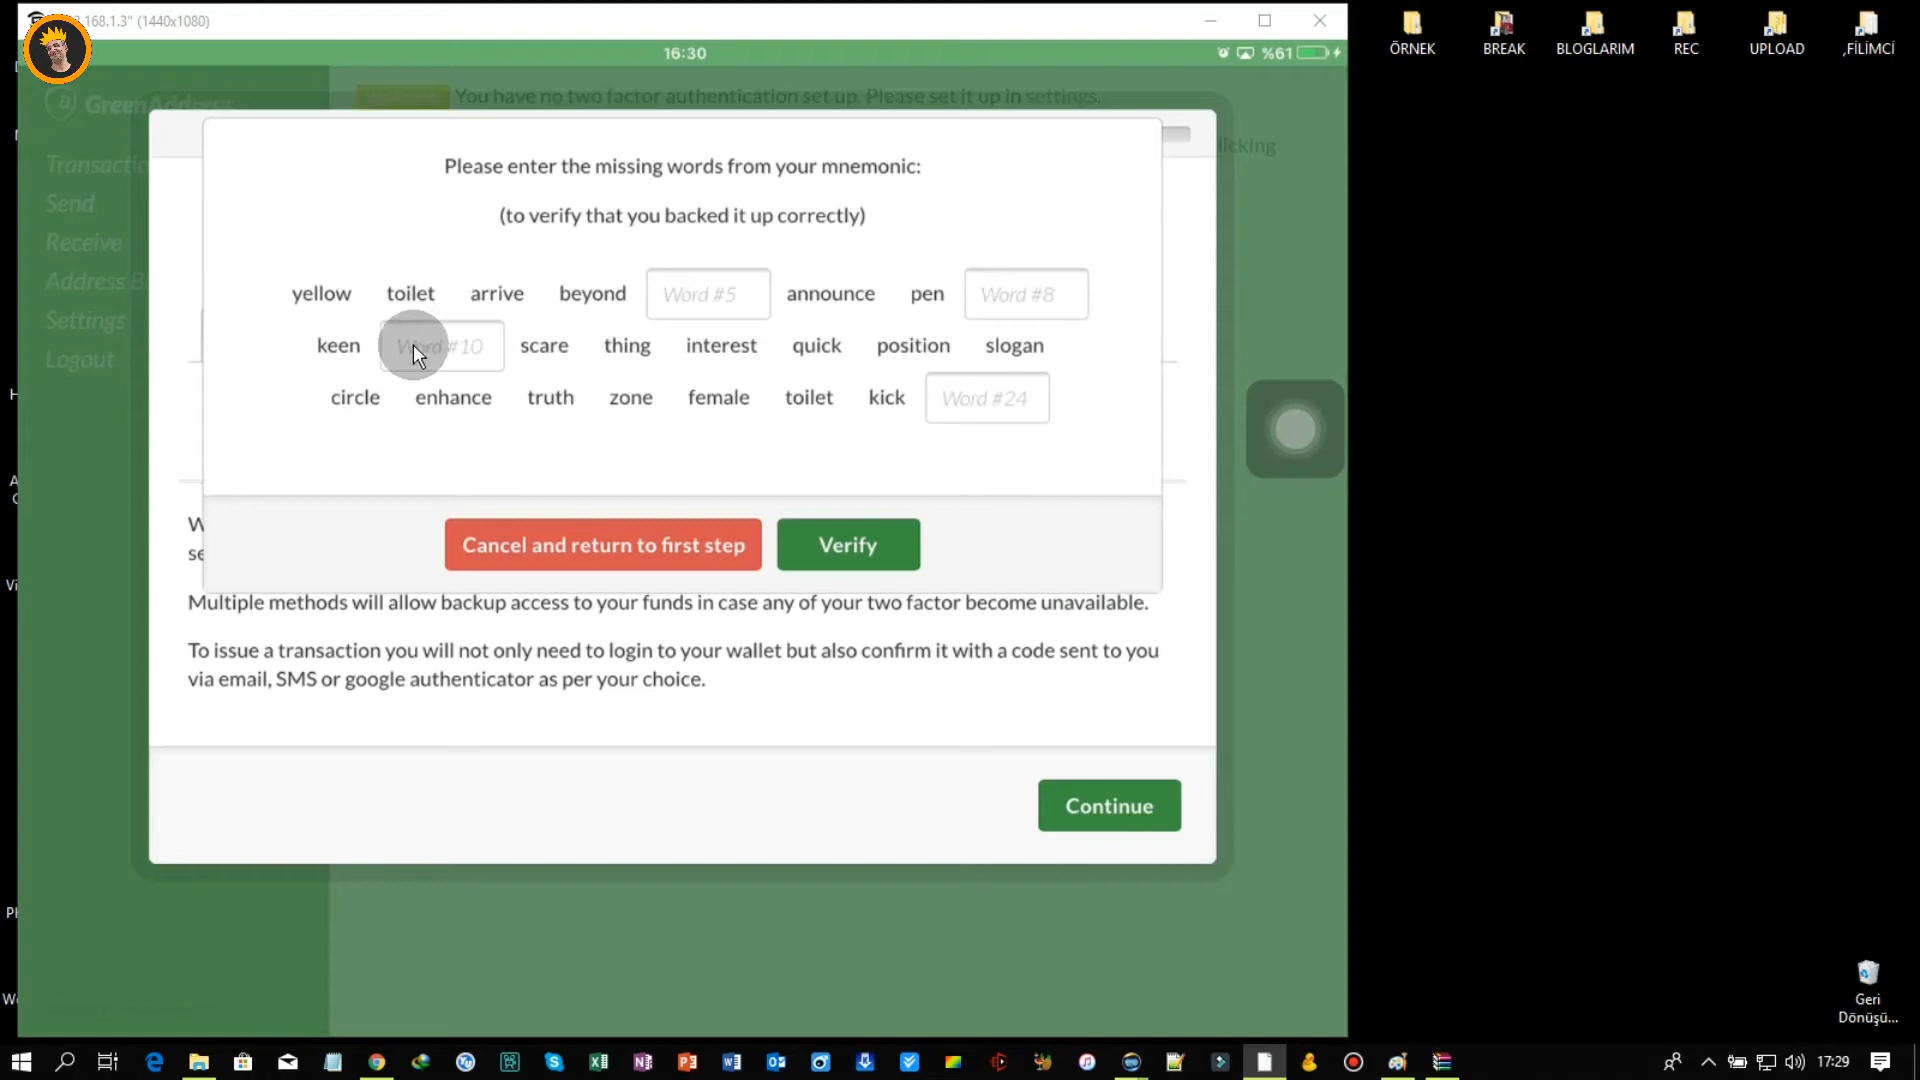 168.1.3" (1440x1080)
16:30
%61
GreenAddress
You have no two factor authentication set up. Please set it up in settings.
licking
Send
Receive
Settings
Logout
Please enter the missing words from your mnemonic:
(to verify that you backed it up correctly)
yellow toilet arrive beyond Word #5 announce pen Word #8
keen Word #10 scare thing interest quick position slogan
circle enhance truth zone female toilet kick Word #24
Cancel and return to first step Verify
Multiple methods will allow backup access to your funds in case any of your two factor become unavailable.
To issue a transaction you will not only need to login to your wallet but also confirm it with a code sent to you
via email, SMS or google authenticator as per your choice.
Continue
ÖRNEK BREAK BLOGLARIM REC UPLOAD ,FİLİMCİ
Geri
Dönüşü...
17:29